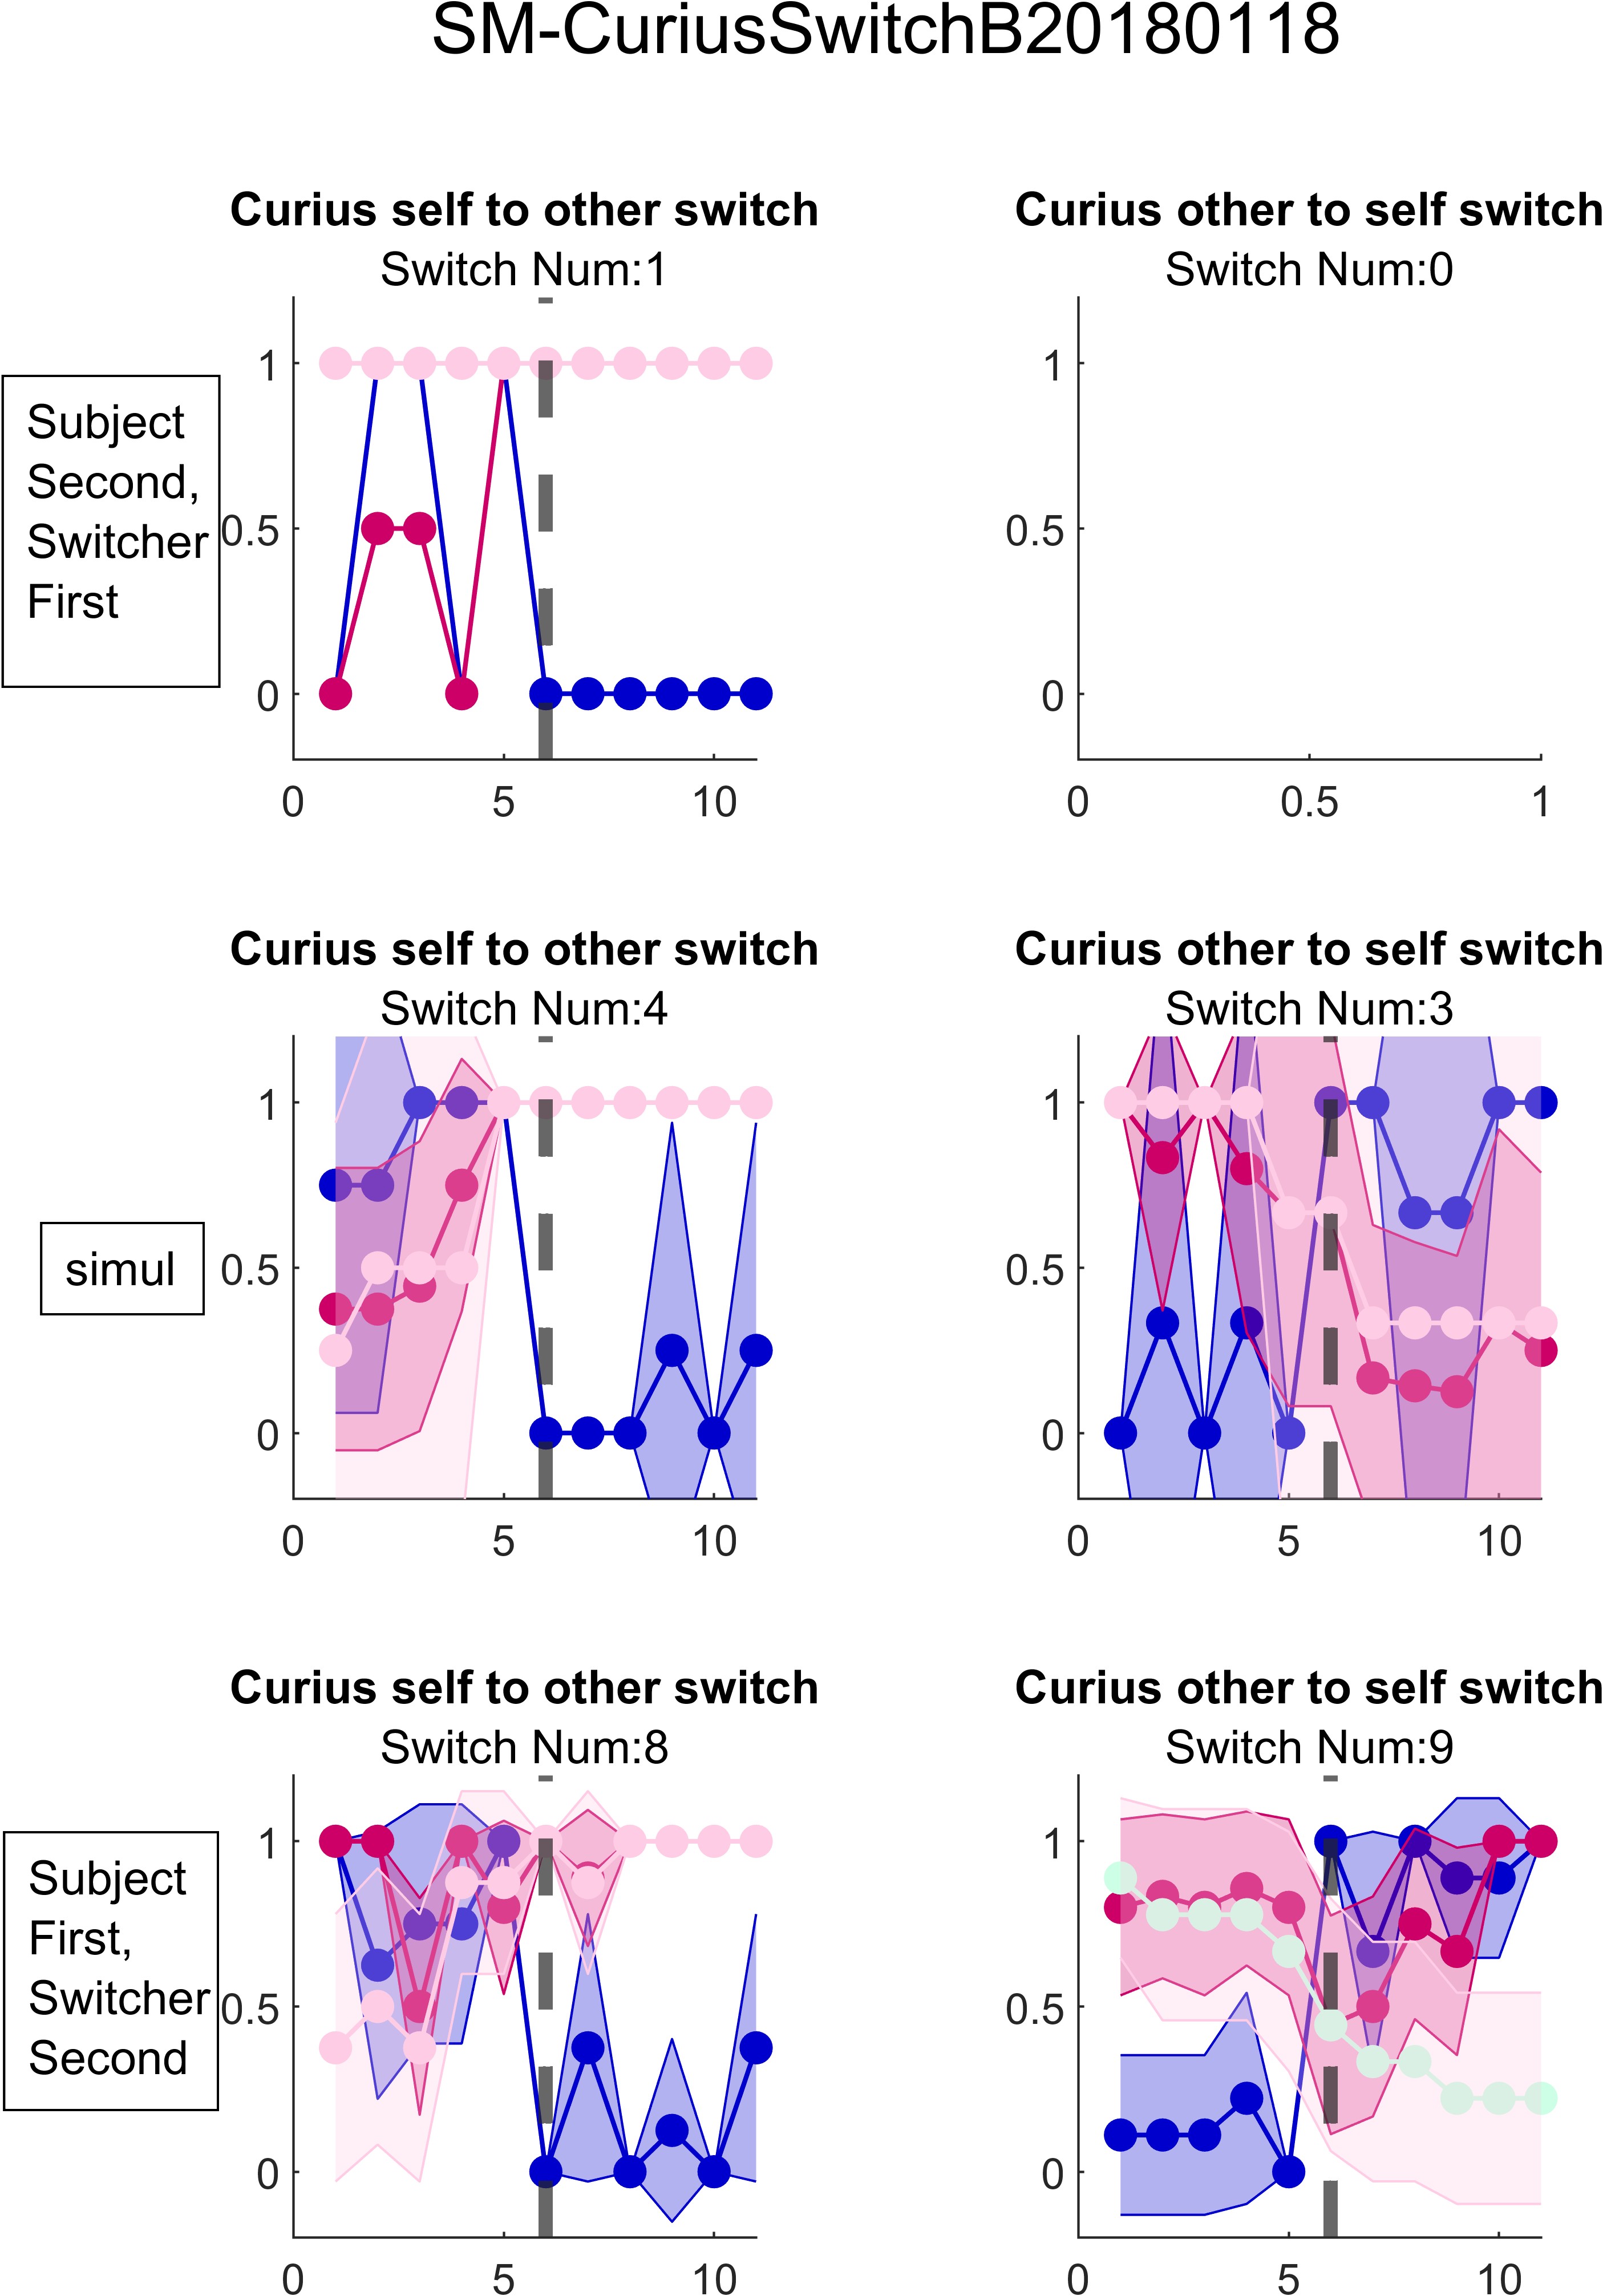 SM-CuriusSwitchB20180118
Curius self to other switch
Switch Num:1
Curius other to self switch
Switch Num:0
Subject
Second,
Switcher
First
1
0.5
0
0 5 10
1
0.5
0
0 0.5 1
Curius self to other switch
Switch Num:4
Curius other to self switch
Switch Num:3
simul
1
0.5
0
0 5 10
1
0.5
0
0 5 10
Curius self to other switch
Switch Num:8
Curius other to self switch
Switch Num:9
Subject
First,
Switcher
Second
1
0.5
0
0 5 10
1
0.5
0
0 5 10